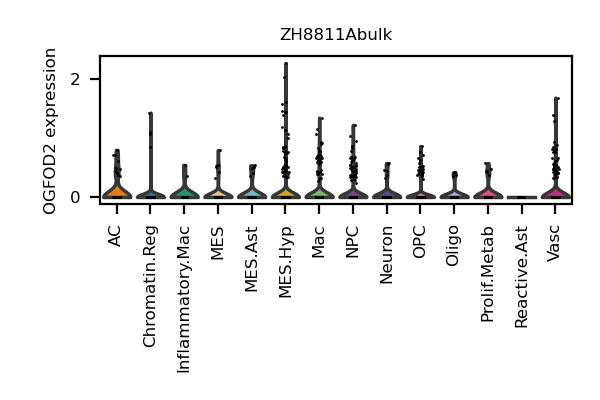 ZH8811Abulk
OGFOD2 expression
2
0
AC
Chromatin.Reg
Inflammatory.Mac
MES
MES.Ast
MES.Hyp
Mac
NPC
Neuron
OPC
Oligo
Prolif.Metab
Reactive.Ast
Vasc